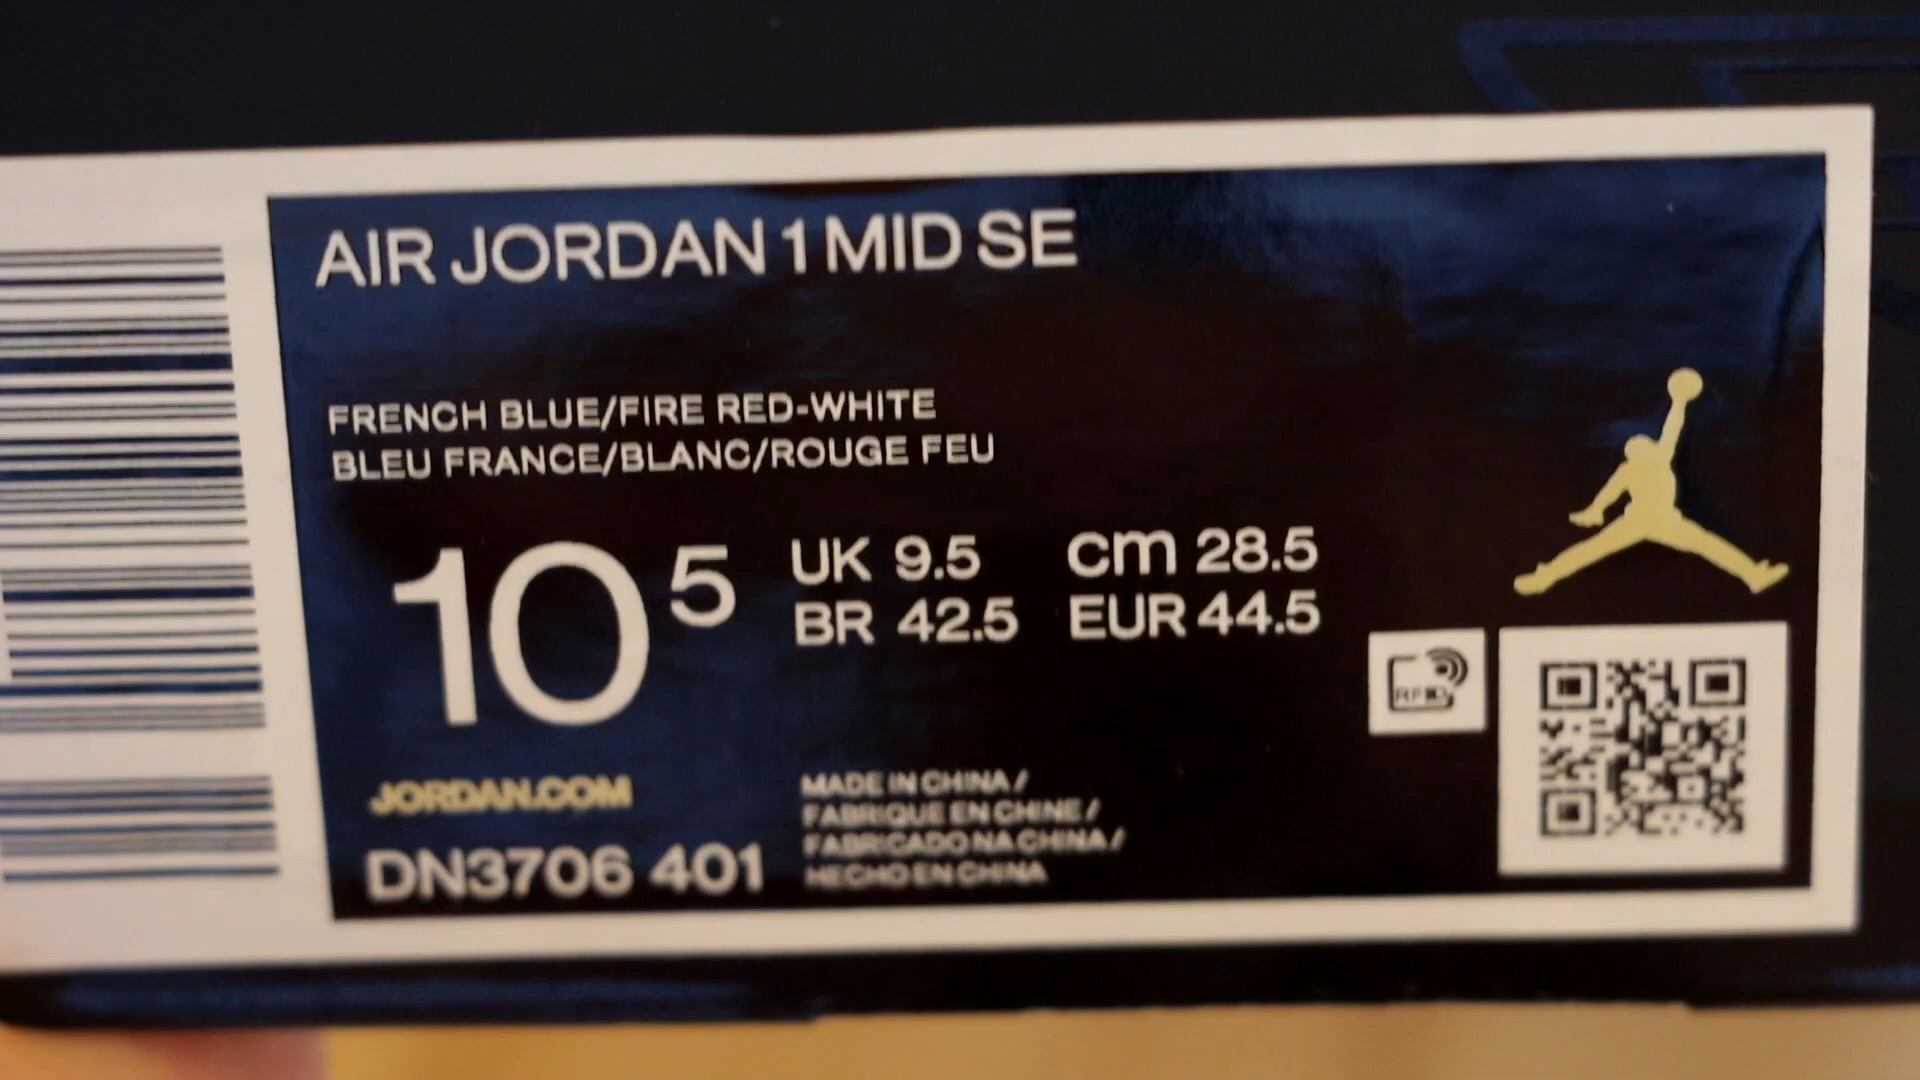 AIR JORDAN 1 MID SE
FRENCH BLUE/FIRE RED-WHITE
BLEU FRANCE/BLANC/ROUGE FEU
10 5
UK 9.5 cm 28.5
BR 42.5 EUR 44.5
RFID
JORDAN.COM
DN3706 401
MADE IN CHINA /
FABRIQUE EN CHINE /
FABRICADO NA CHINA /
HECHO EN CHINA